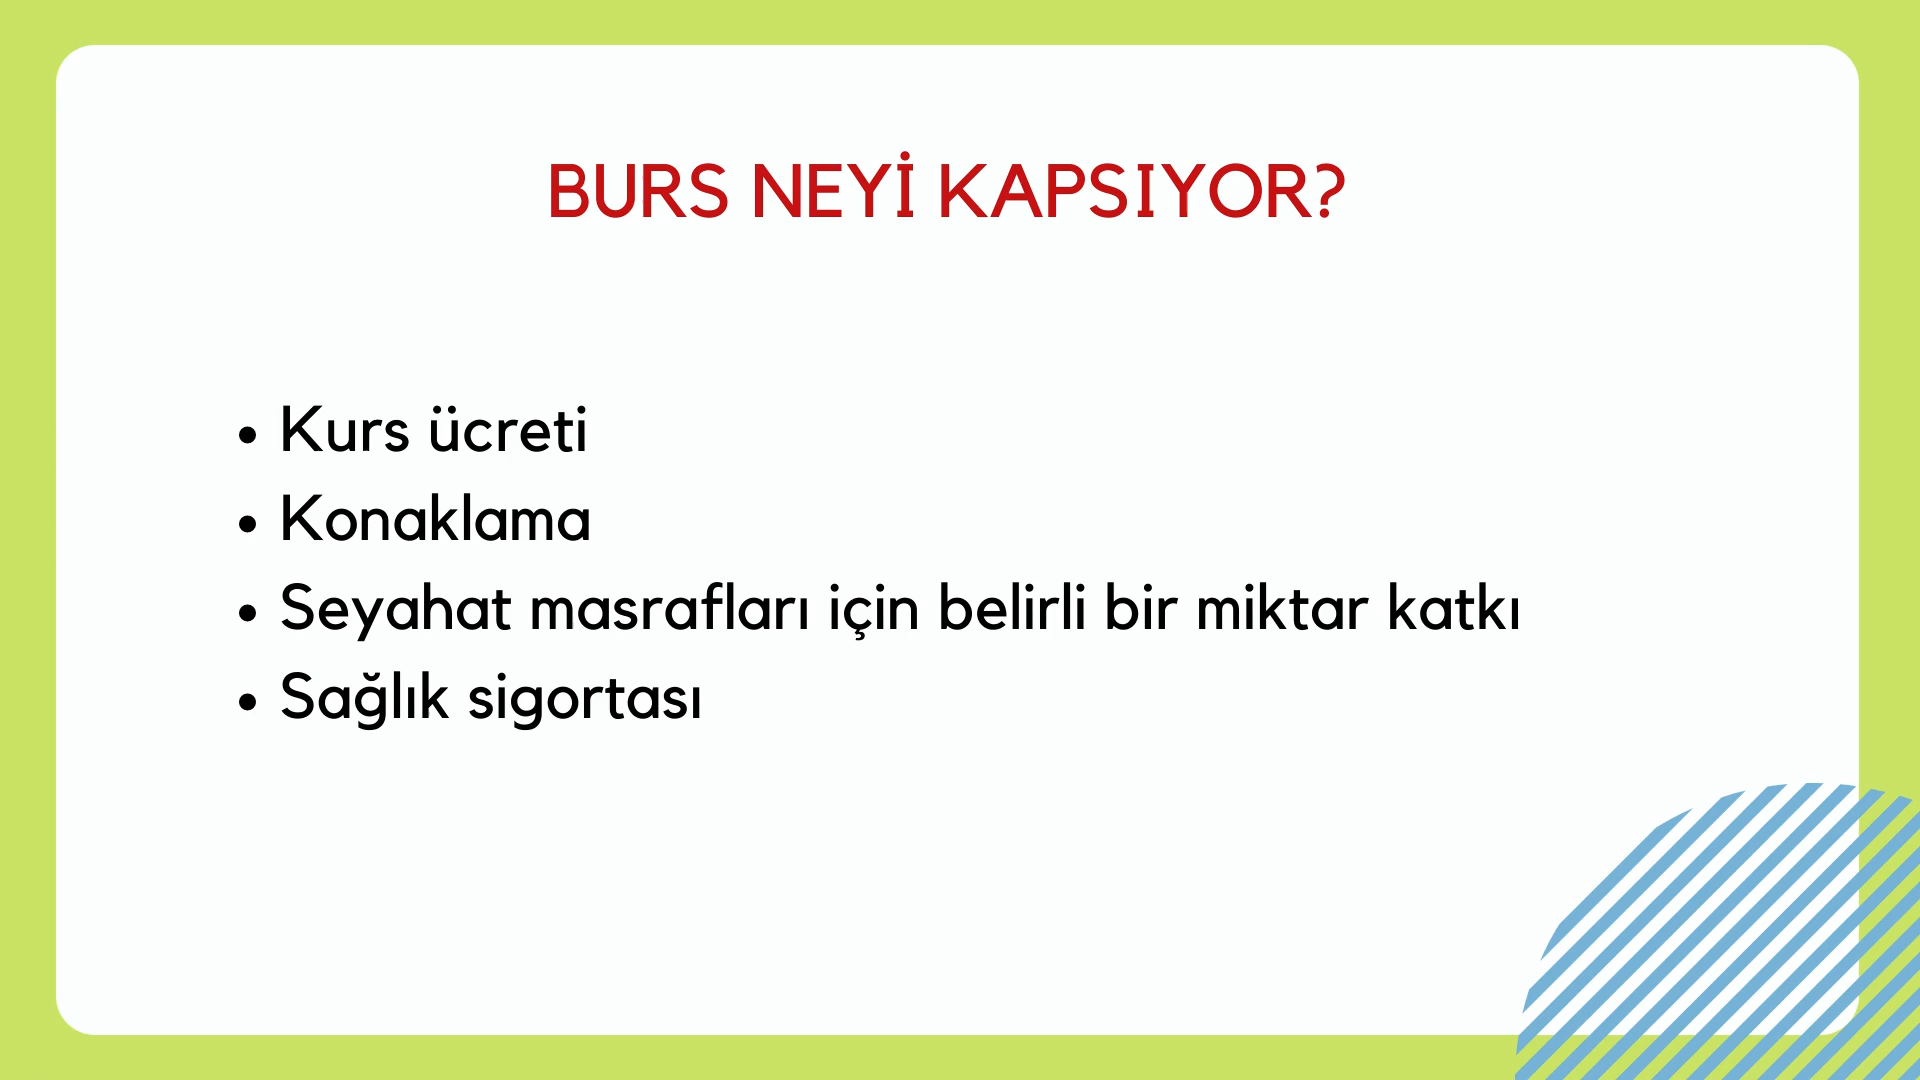 BURS NEYİ KAPSIYOR?
• Kurs ücreti
• Konaklama
• Seyahat masrafları için belirli bir miktar katkı
• Sağlık sigortası